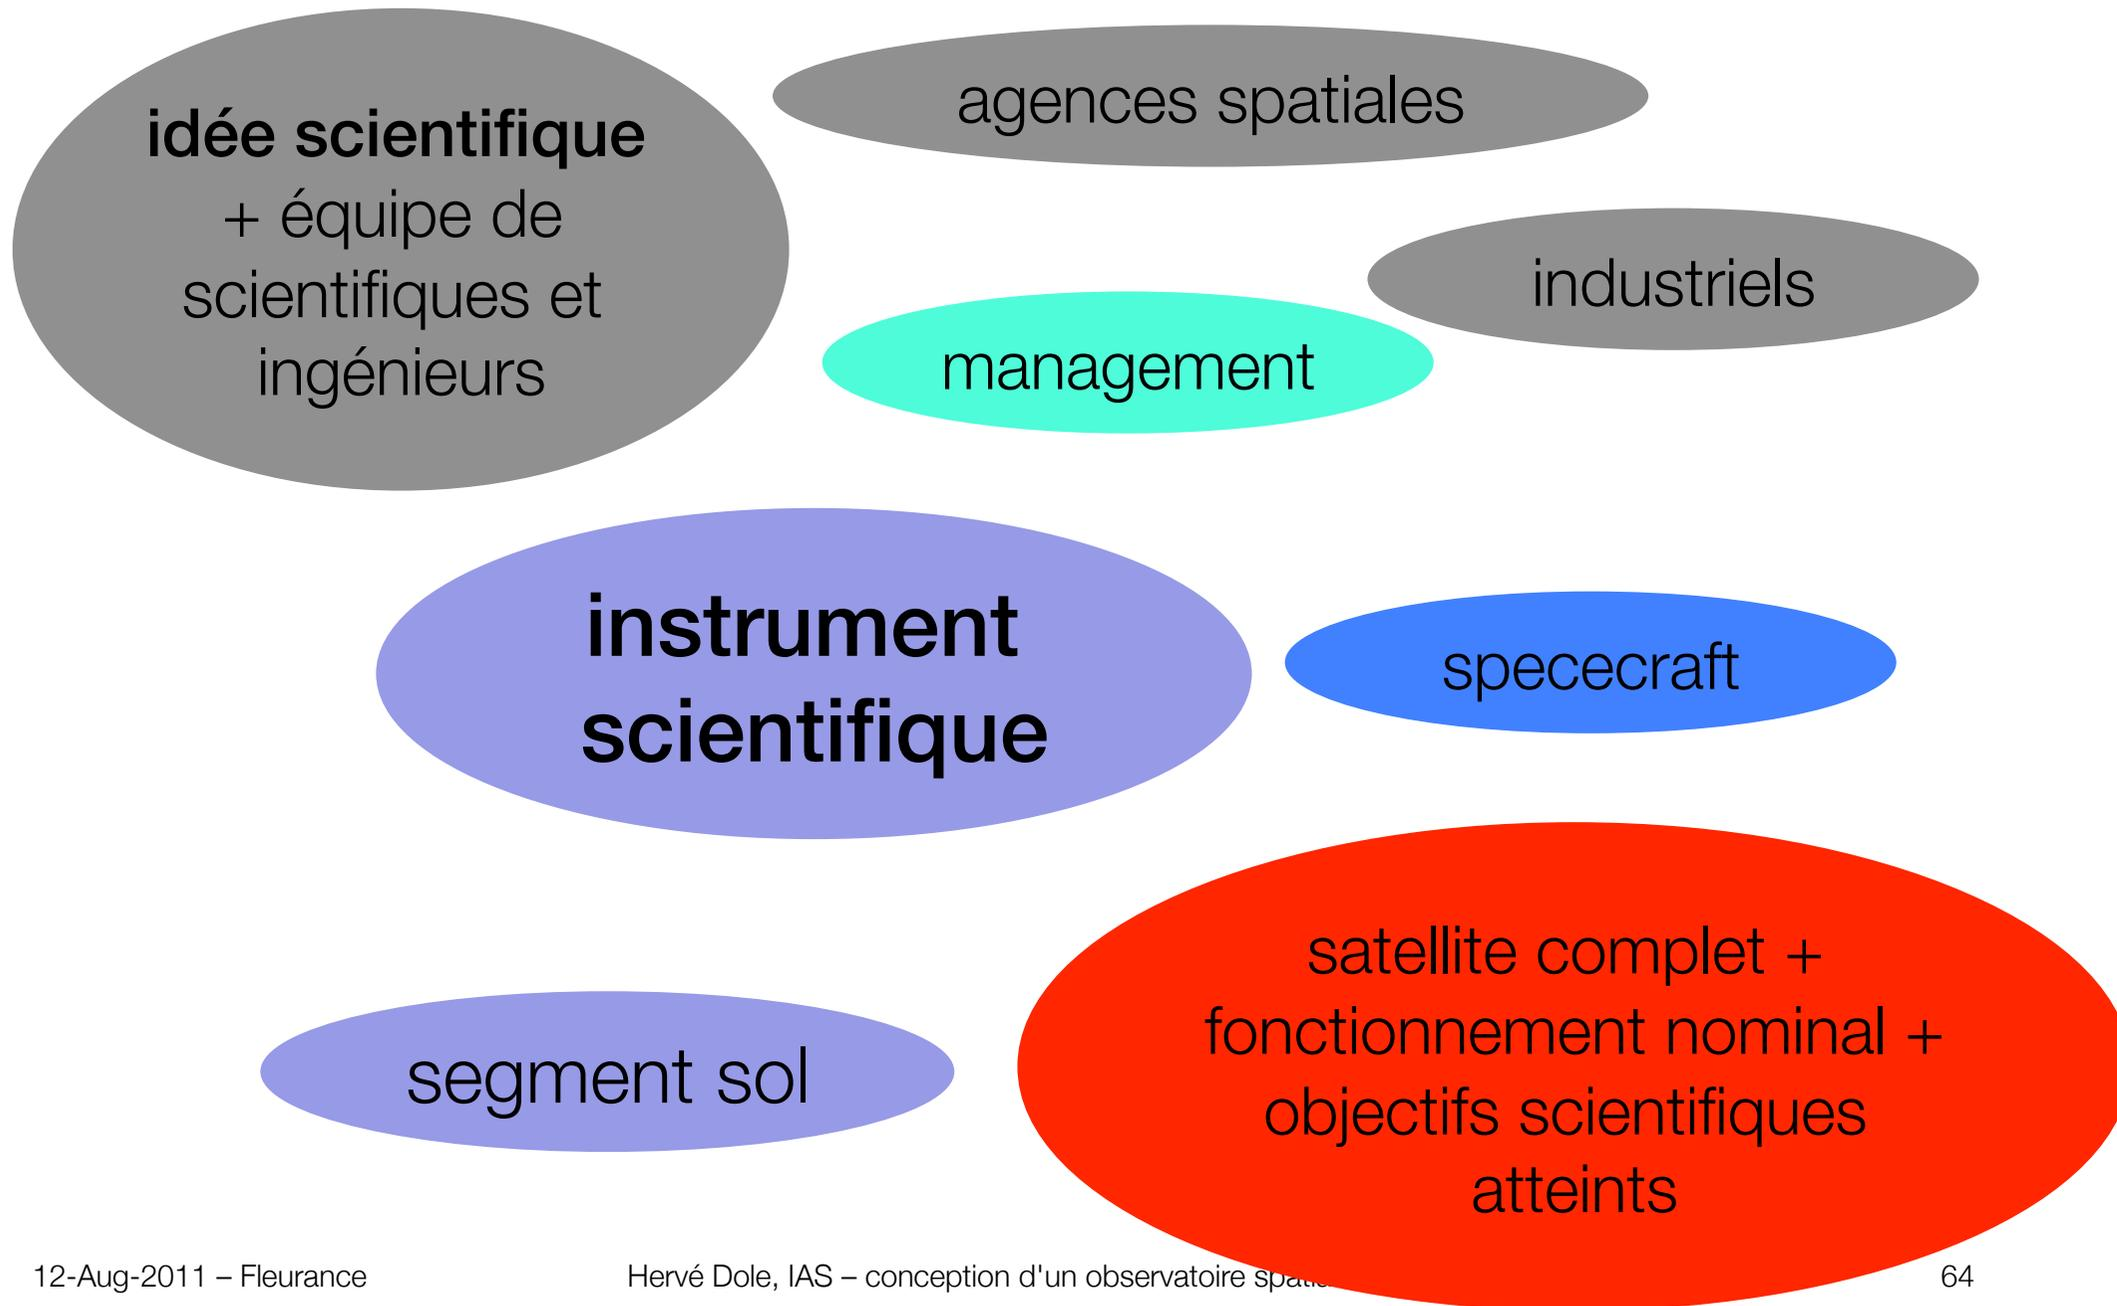 idée scientifique
+ équipe de
scientifiques et
ingénieurs
agences spatiales
industriels
management
instrument
scientifique
spececraft
satellite complet +
fonctionnement nominal +
objectifs scientifiques
atteints
segment sol
12-Aug-2011 – Fleurance
Hervé Dole, IAS – conception d'un observatoire
64